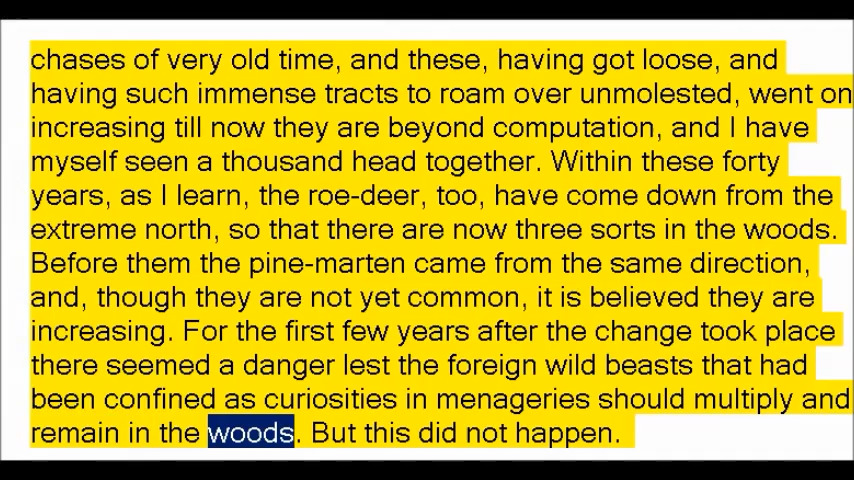 chases of very old time, and these, having got loose, and
having such immense tracts to roam over unmolested, went on
increasing till now they are beyond computation, and I have
myself seen a thousand head together. Within these forty
years, as I learn, the roe-deer, too, have come down from the
extreme north, so that there are now three sorts in the woods.
Before them the pine-marten came from the same direction,
and, though they are not yet common, it is believed they are
increasing. For the first few years after the change took place
there seemed a danger lest the foreign wild beasts that had
been confined as curiosities in menageries should multiply and
remain in the woods. But this did not happen.